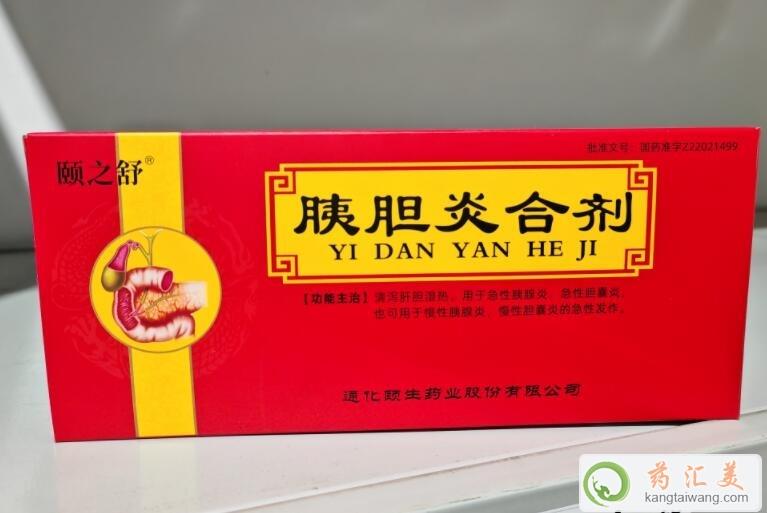 批准文号：国药准字Z22021499
颐之舒®
胰胆炎合剂
YI DAN YAN HE JI
【功能主治】清泻肝胆湿热。用于急性胰腺炎、急性胆囊炎,
也可用于慢性胰腺炎、慢性胆囊炎的急性发作。
通化颐生药业股份有限公司
药汇美
kangtaiwang.com